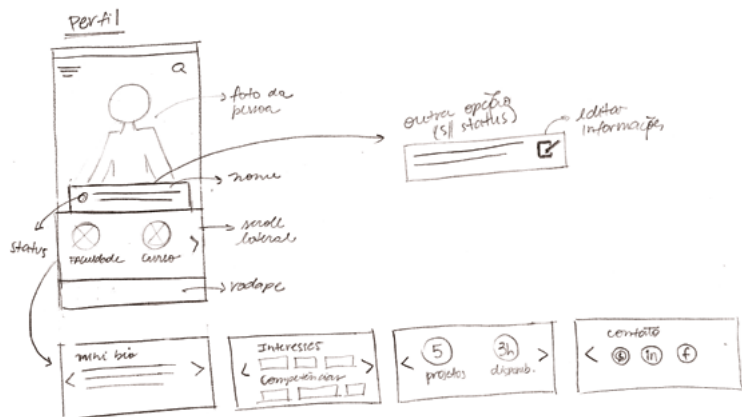 Perfil
foto da
pessoa
nome
status
scroll
lateral
Faculdade
Curso
rodape
outra opção
(s// status)
editar
informações
mini bio
Interesses
Competências
5
projetos
3h
disponib.
contato
in
f